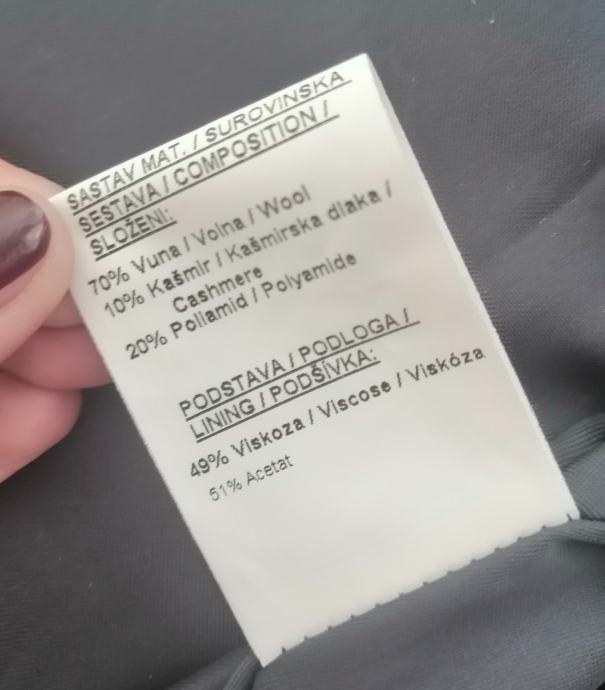 SASTAV MAT. / SUROVINSKA
SESTAVA / COMPOSITION /
SLOŽENI:
70% Vuna / Volna / Wool
10% Kašmir / Kašmirska dlaka /
Cashmere
20% Poliamid / Polyamide
PODSTAVA / PODLOGA /
LINING / PODŠÍVKA:
49% Viskoza / Viscose / Viskóza
51% Acetat